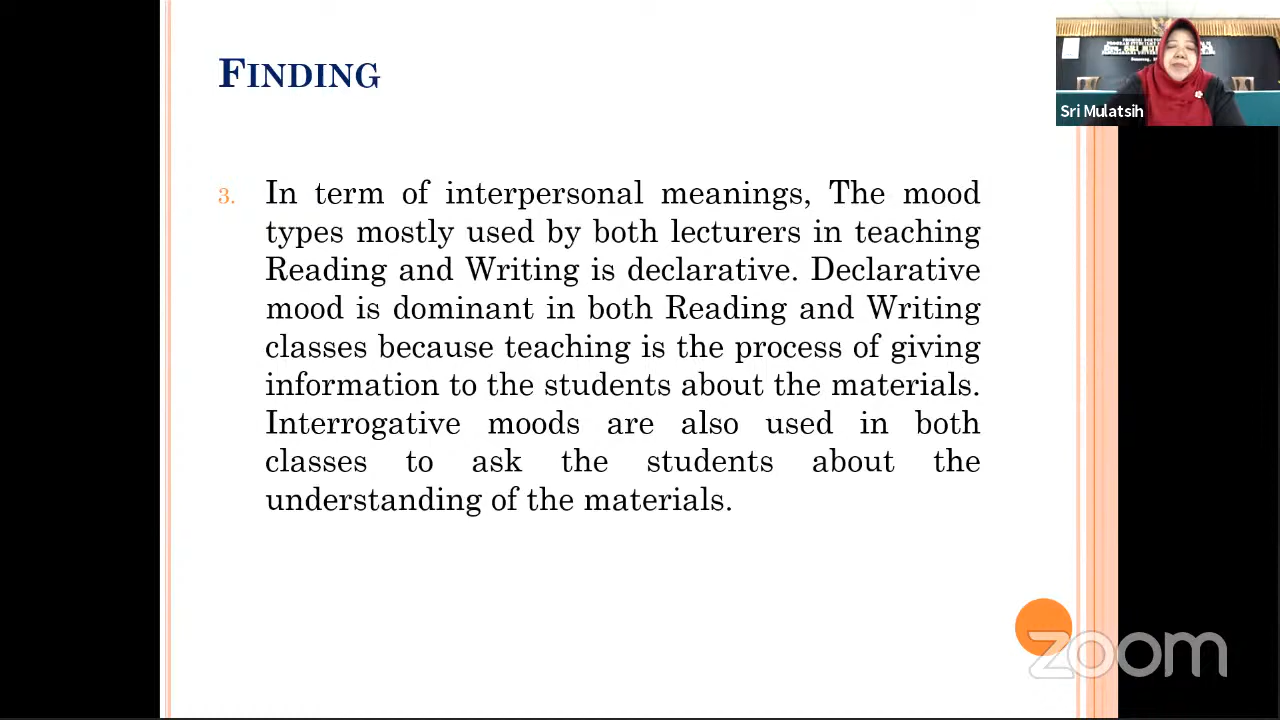 FINDING
3. In term of interpersonal meanings, The mood
types mostly used by both lecturers in teaching
Reading and Writing is declarative. Declarative
mood is dominant in both Reading and Writing
classes because teaching is the process of giving
information to the students about the materials.
Interrogative moods are also used in both
classes to ask the students about the
understanding of the materials.
Sri Mulatsih
zoom